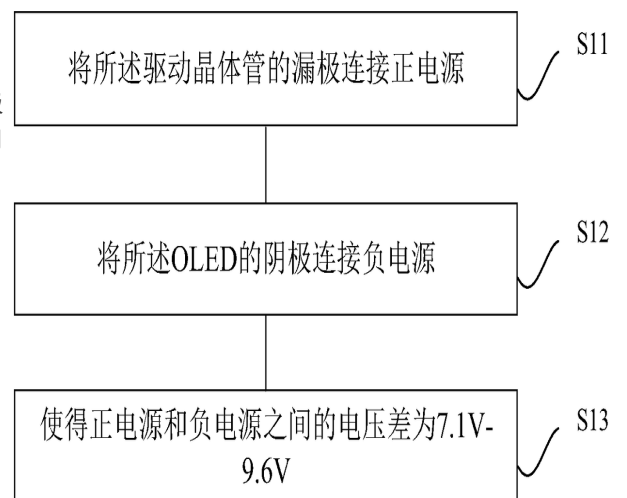 将所述驱动晶体管的漏极连接正电源
S11
将所述OLED的阴极连接负电源
S12
使得正电源和负电源之间的电压差为7.1V-
9.6V
S13